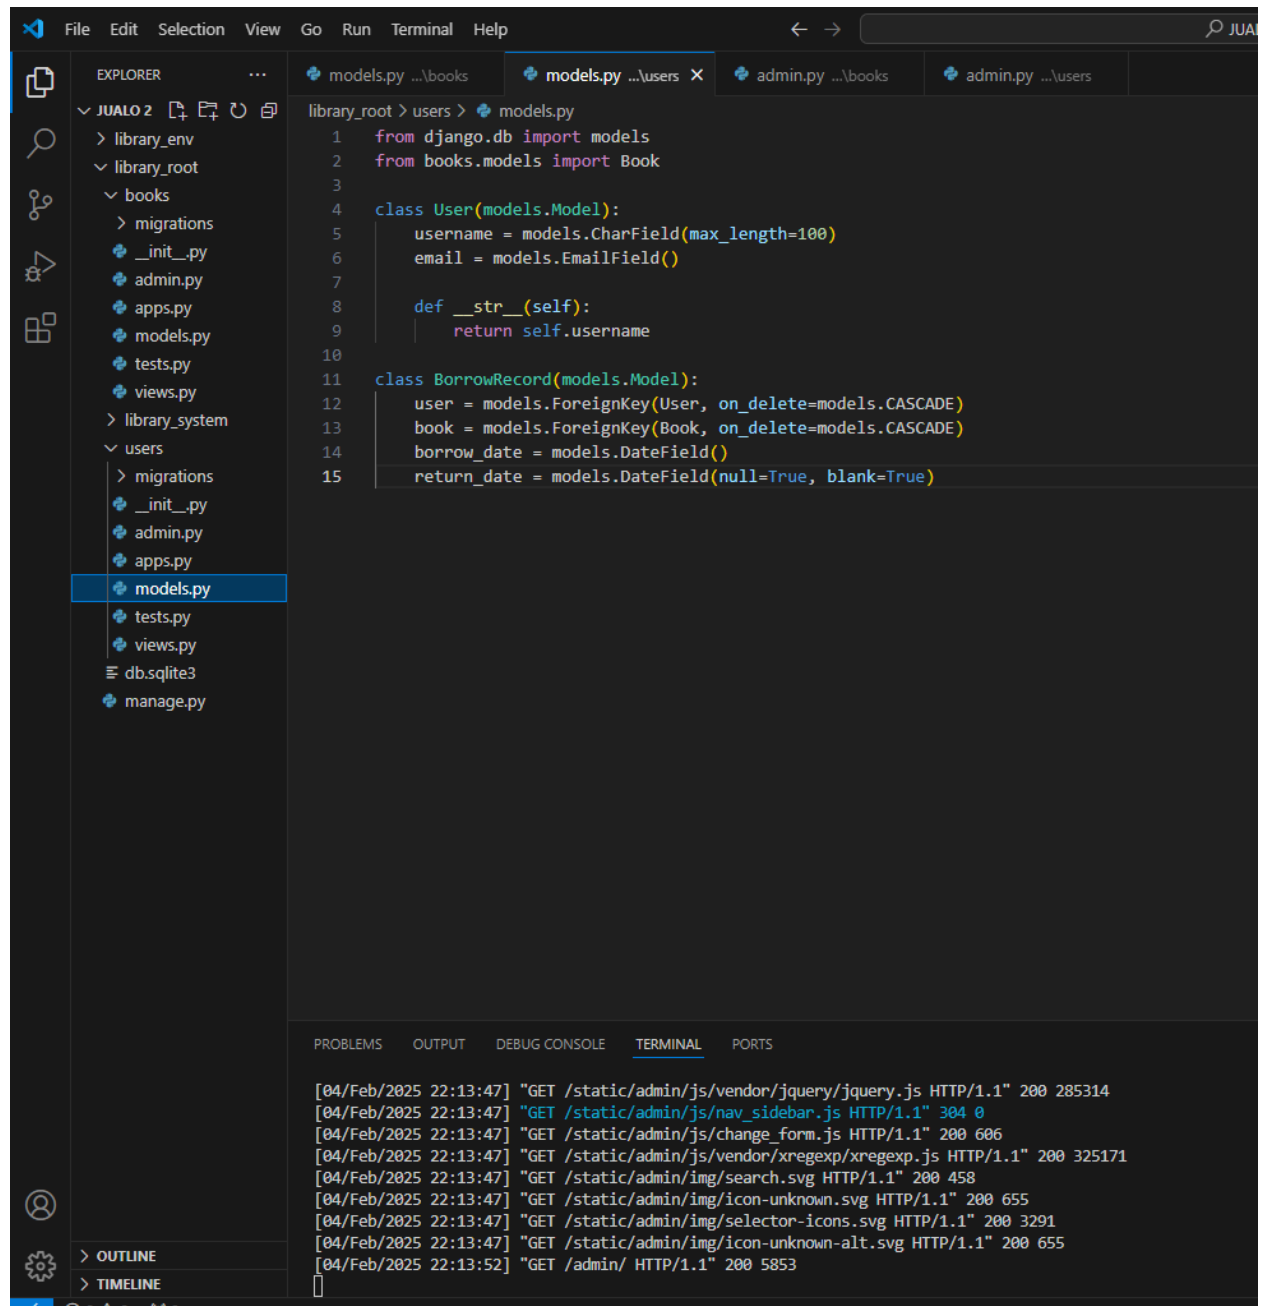 File Edit Selection View Go Run Terminal Help
JUA
EXPLORER
models.py ...\books
models.py ...\users
admin.py ...\books
admin.py ...\users
JUALO 2
library_root > users > models.py
library_env
library_root
books
migrations
__init__.py
admin.py
apps.py
models.py
tests.py
views.py
library_system
users
migrations
__init__.py
admin.py
apps.py
models.py
tests.py
views.py
db.sqlite3
manage.py
OUTLINE
TIMELINE
1 from django.db import models
2 from books.models import Book
3
4 class User(models.Model):
5     username = models.CharField(max_length=100)
6     email = models.EmailField()
7
8     def __str__(self):
9         return self.username
10
11 class BorrowRecord(models.Model):
12     user = models.ForeignKey(User, on_delete=models.CASCADE)
13     book = models.ForeignKey(Book, on_delete=models.CASCADE)
14     borrow_date = models.DateField()
15     return_date = models.DateField(null=True, blank=True)
PROBLEMS OUTPUT DEBUG CONSOLE TERMINAL PORTS
[04/Feb/2025 22:13:47] "GET /static/admin/js/vendor/jquery/jquery.js HTTP/1.1" 200 285314
[04/Feb/2025 22:13:47] "GET /static/admin/js/nav_sidebar.js HTTP/1.1" 304 0
[04/Feb/2025 22:13:47] "GET /static/admin/js/change_form.js HTTP/1.1" 200 606
[04/Feb/2025 22:13:47] "GET /static/admin/js/vendor/xregexp/xregexp.js HTTP/1.1" 200 325171
[04/Feb/2025 22:13:47] "GET /static/admin/img/search.svg HTTP/1.1" 200 458
[04/Feb/2025 22:13:47] "GET /static/admin/img/icon-unknown.svg HTTP/1.1" 200 655
[04/Feb/2025 22:13:47] "GET /static/admin/img/selector-icons.svg HTTP/1.1" 200 3291
[04/Feb/2025 22:13:47] "GET /static/admin/img/icon-unknown-alt.svg HTTP/1.1" 200 655
[04/Feb/2025 22:13:52] "GET /admin/ HTTP/1.1" 200 5853